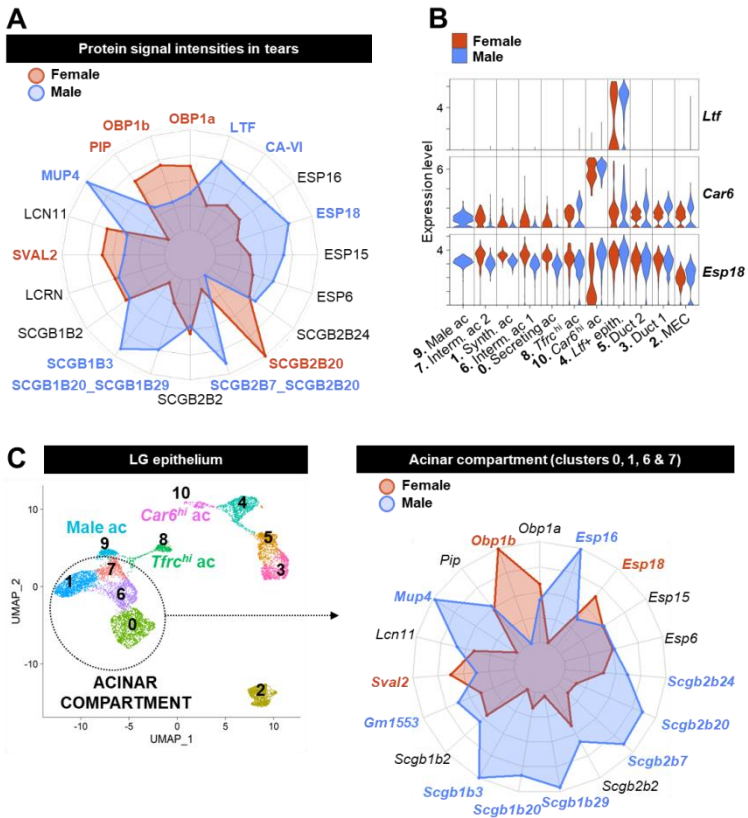 A
Protein signal intensities in tears
Female
Male
OBP1a
OBP1b
LTF
PIP
CA-VI
MUP4
ESP16
LCN11
ESP18
SVAL2
ESP15
LCRN
ESP6
SCGB1B2
SCGB2B24
SCGB1B3
SCGB2B20
SCGB1B20_SCGB1B29
SCGB2B7_SCGB2B20
SCGB2B2
B
Female
Male
Expression level
4
Ltf
6
Car6
4
Esp18
9. Male ac
7. Interm. ac 2
1. Synth. ac
6. Interm. ac 1
0. Secreting ac
8. Tfrchi ac
10. Car6hi ac
4. Ltf+ epith.
5. Duct 2
3. Duct 1
2. MEC
C
LG epithelium
10
0
-10
UMAP_2
-10
-5
0
5
10
UMAP_1
10
4
Car6hi ac
Male ac
9
8
5
7
Tfrchi ac
3
1
6
0
ACINAR
COMPARTMENT
2
Acinar compartment (clusters 0, 1, 6 & 7)
Female
Male
Obp1a
Obp1b
Esp16
Pip
Esp18
Mup4
Esp15
Lcn11
Esp6
Sval2
Scgb2b24
Gm1553
Scgb2b20
Scgb1b2
Scgb2b7
Scgb1b3
Scgb2b2
Scgb1b20
Scgb1b29